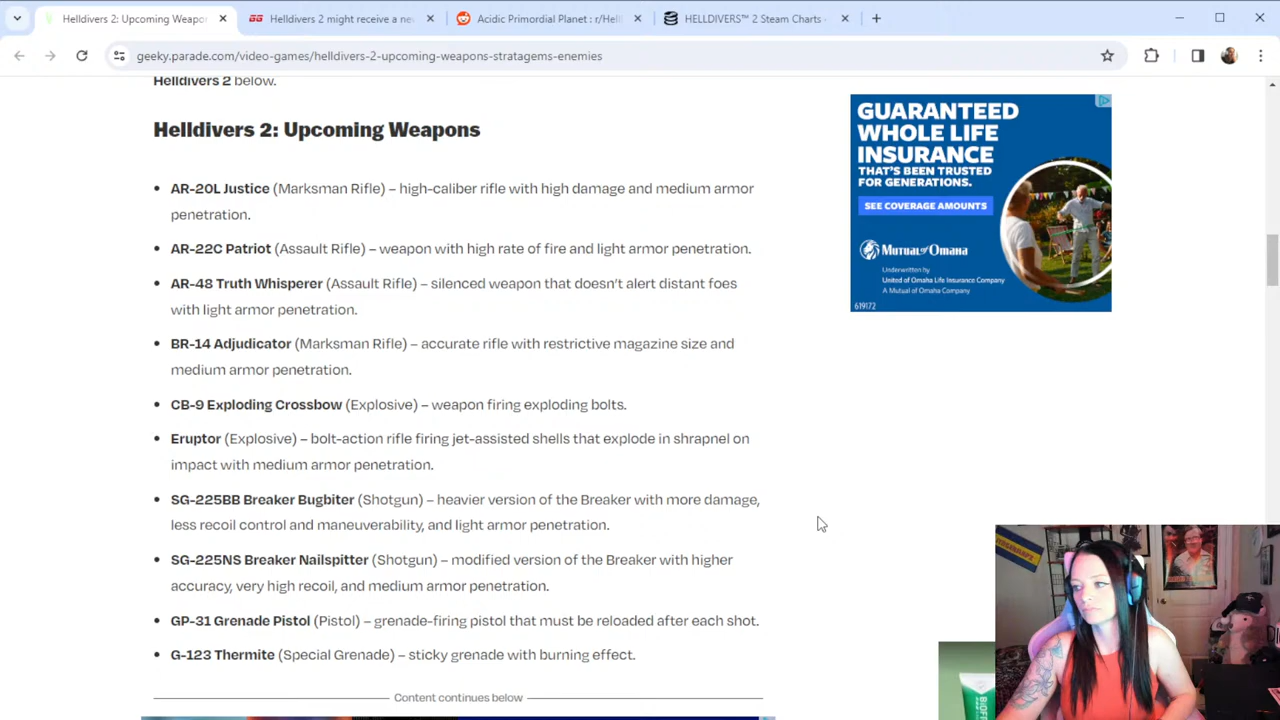 Helldivers 2: Upcoming Weapon
Helldivers 2 might receive a ne
Acidic Primordial Planet : r/Hell
HELLDIVERS™ 2 Steam Charts
geeky.parade.com/video-games/helldivers-2-upcoming-weapons-stratagems-enemies
Helldivers 2 below.
Helldivers 2: Upcoming Weapons
• AR-20L Justice (Marksman Rifle) – high-caliber rifle with high damage and medium armor
penetration.
• AR-22C Patriot (Assault Rifle) – weapon with high rate of fire and light armor penetration.
• AR-48 Truth Whisperer (Assault Rifle) – silenced weapon that doesn't alert distant foes
with light armor penetration.
• BR-14 Adjudicator (Marksman Rifle) – accurate rifle with restrictive magazine size and
medium armor penetration.
• CB-9 Exploding Crossbow (Explosive) – weapon firing exploding bolts.
• Eruptor (Explosive) – bolt-action rifle firing jet-assisted shells that explode in shrapnel on
impact with medium armor penetration.
• SG-225BB Breaker Bugbiter (Shotgun) – heavier version of the Breaker with more damage,
less recoil control and maneuverability, and light armor penetration.
• SG-225NS Breaker Nailspitter (Shotgun) – modified version of the Breaker with higher
accuracy, very high recoil, and medium armor penetration.
• GP-31 Grenade Pistol (Pistol) – grenade-firing pistol that must be reloaded after each shot.
• G-123 Thermite (Special Grenade) – sticky grenade with burning effect.
Content continues below
GUARANTEED
WHOLE LIFE
INSURANCE
THAT'S BEEN TRUSTED
FOR GENERATIONS.
SEE COVERAGE AMOUNTS
MUTUAL of OMAHA
Underwritten by
United of Omaha Life Insurance Company
A Mutual of Omaha Company
619172